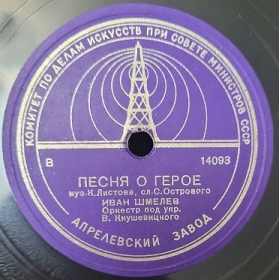 КОМИТЕТ ПО ДЕЛАМ ИСКУССТВ ПРИ СОВЕТЕ МИНИСТРОВ СССР
В 14093
ПЕСНЯ О ГЕРОЕ
муз.К.Листова, сл.С.Острового
ИВАН ШМЕЛЕВ
Оркестр под упр.
В. Кнушевицкого
АПРЕЛЕВСКИЙ ЗАВОД